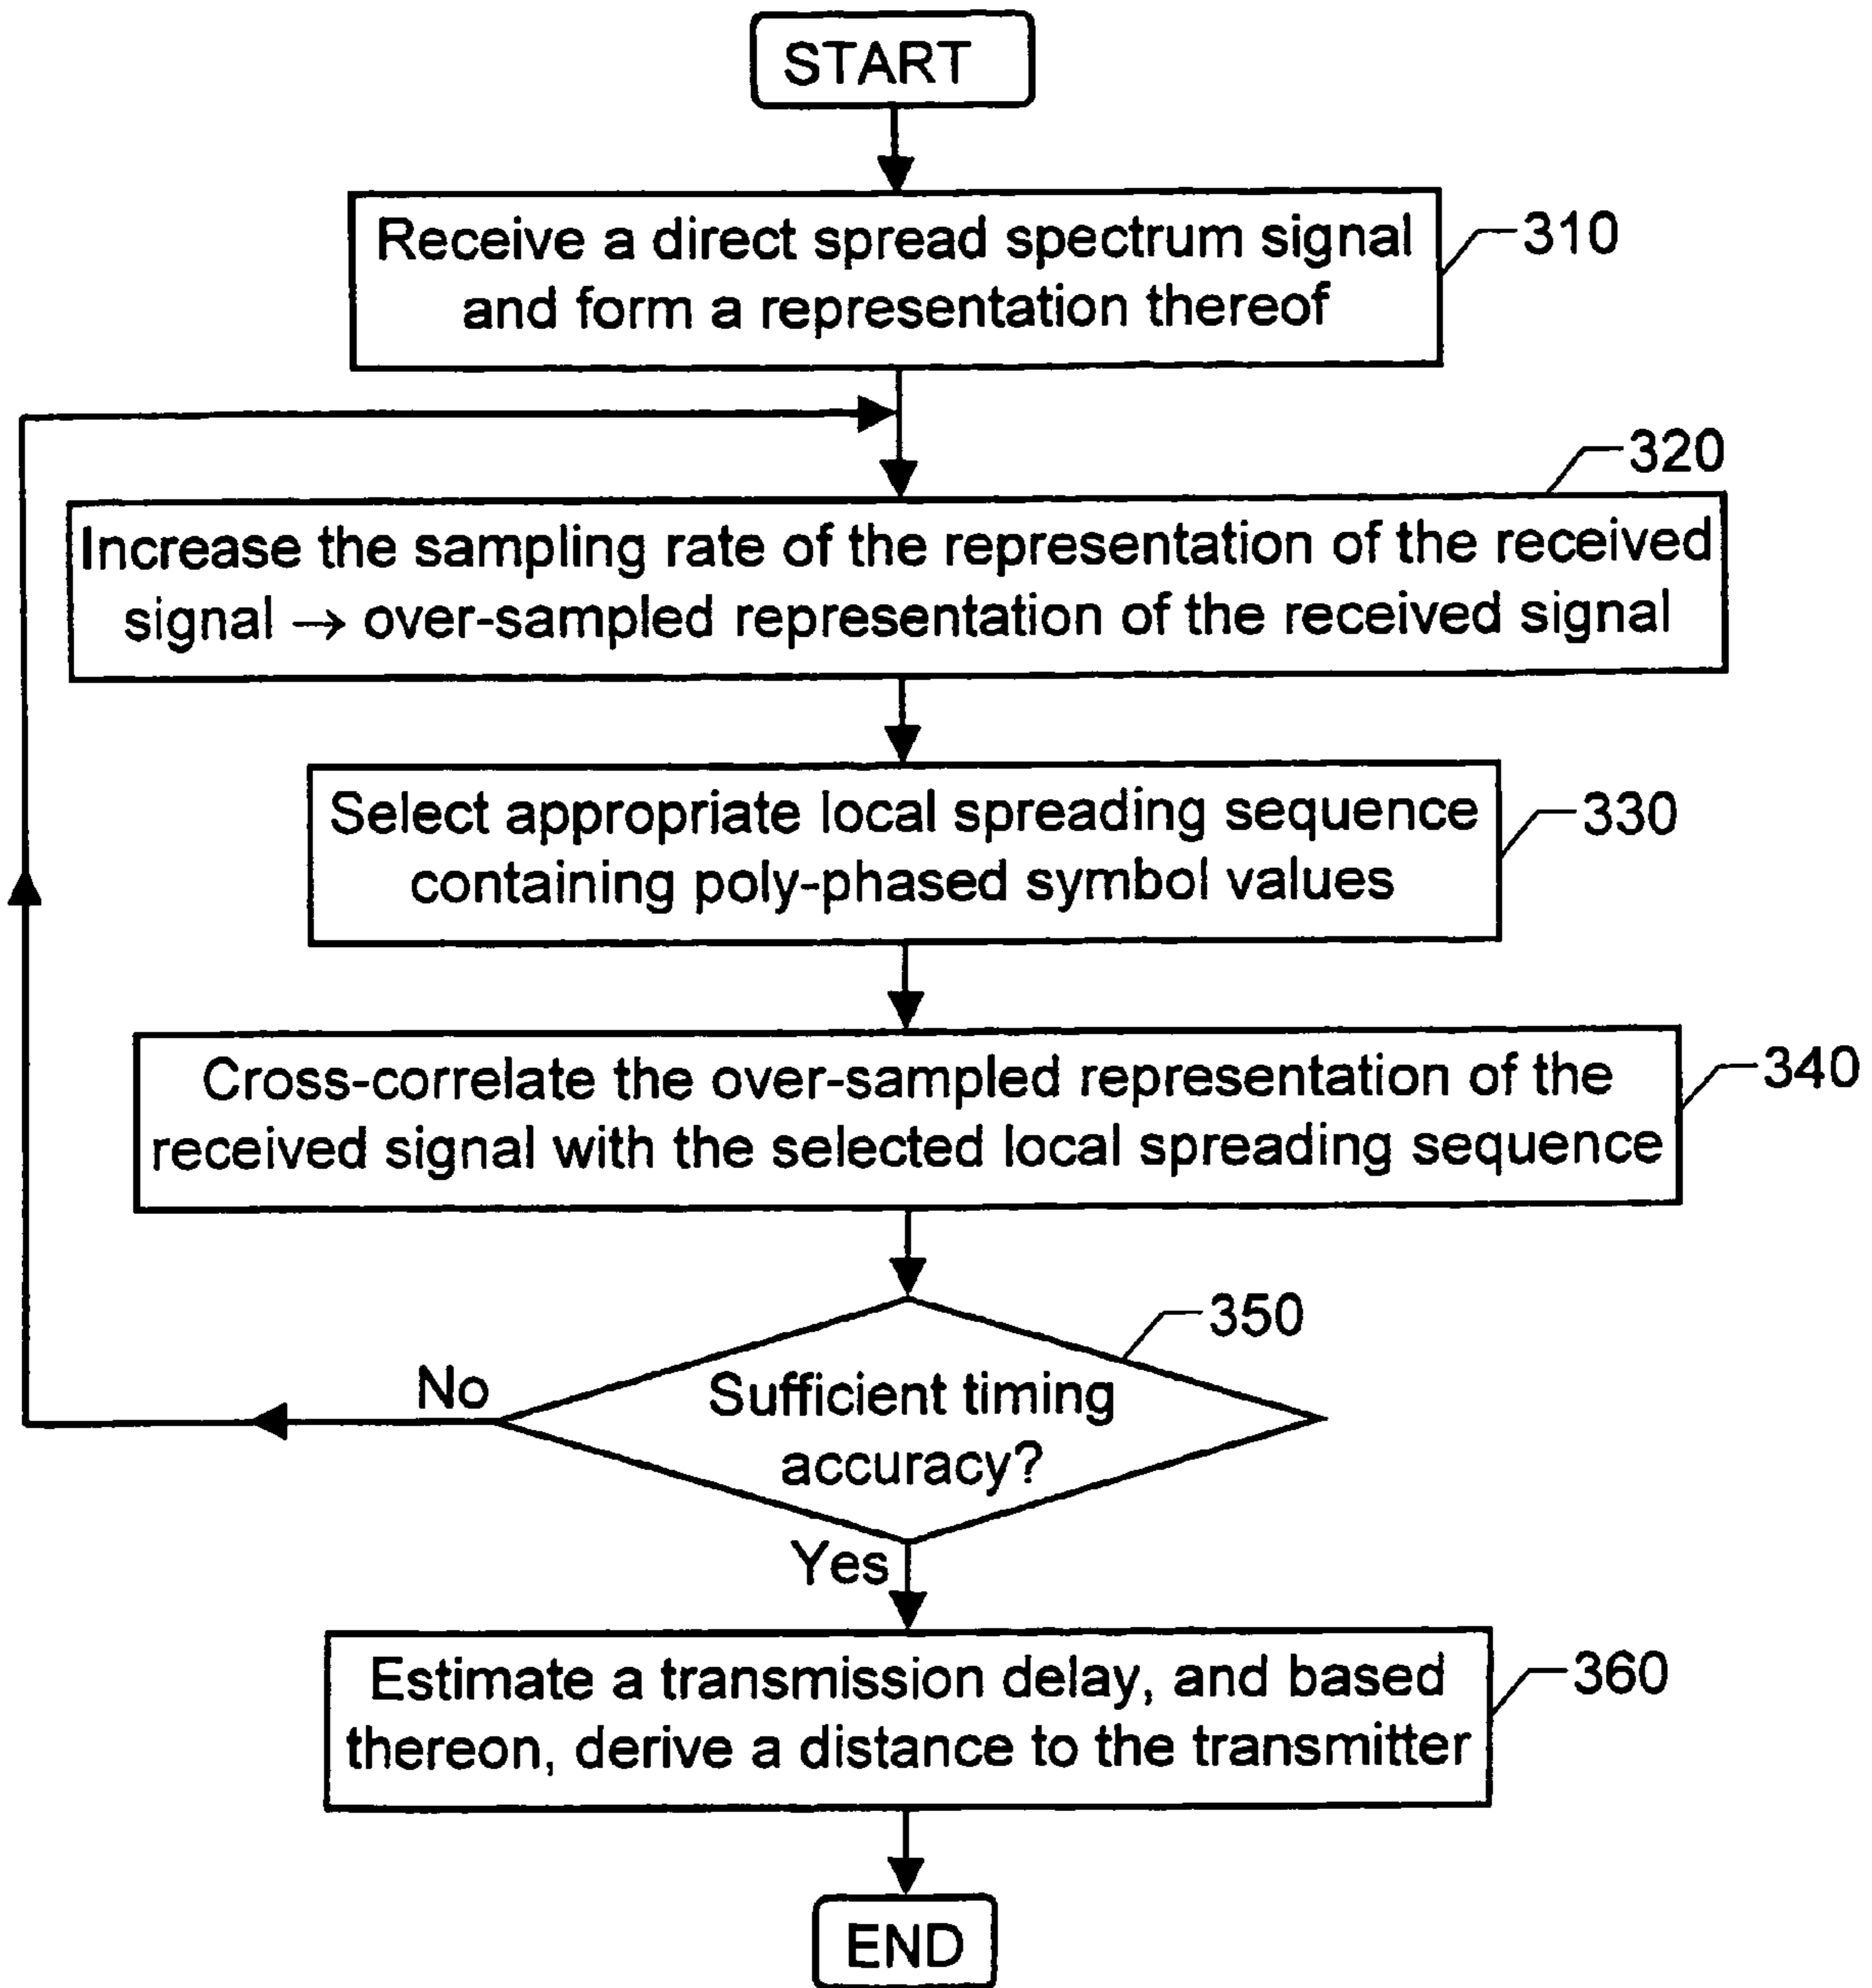 START
Receive a direct spread spectrum signal
and form a representation thereof
310
320
Increase the sampling rate of the representation of the received
signal → over-sampled representation of the received signal
Select appropriate local spreading sequence
containing poly-phased symbol values
330
Cross-correlate the over-sampled representation of the
received signal with the selected local spreading sequence
340
350
No
Sufficient timing
accuracy?
Yes
Estimate a transmission delay, and based
thereon, derive a distance to the transmitter
360
END